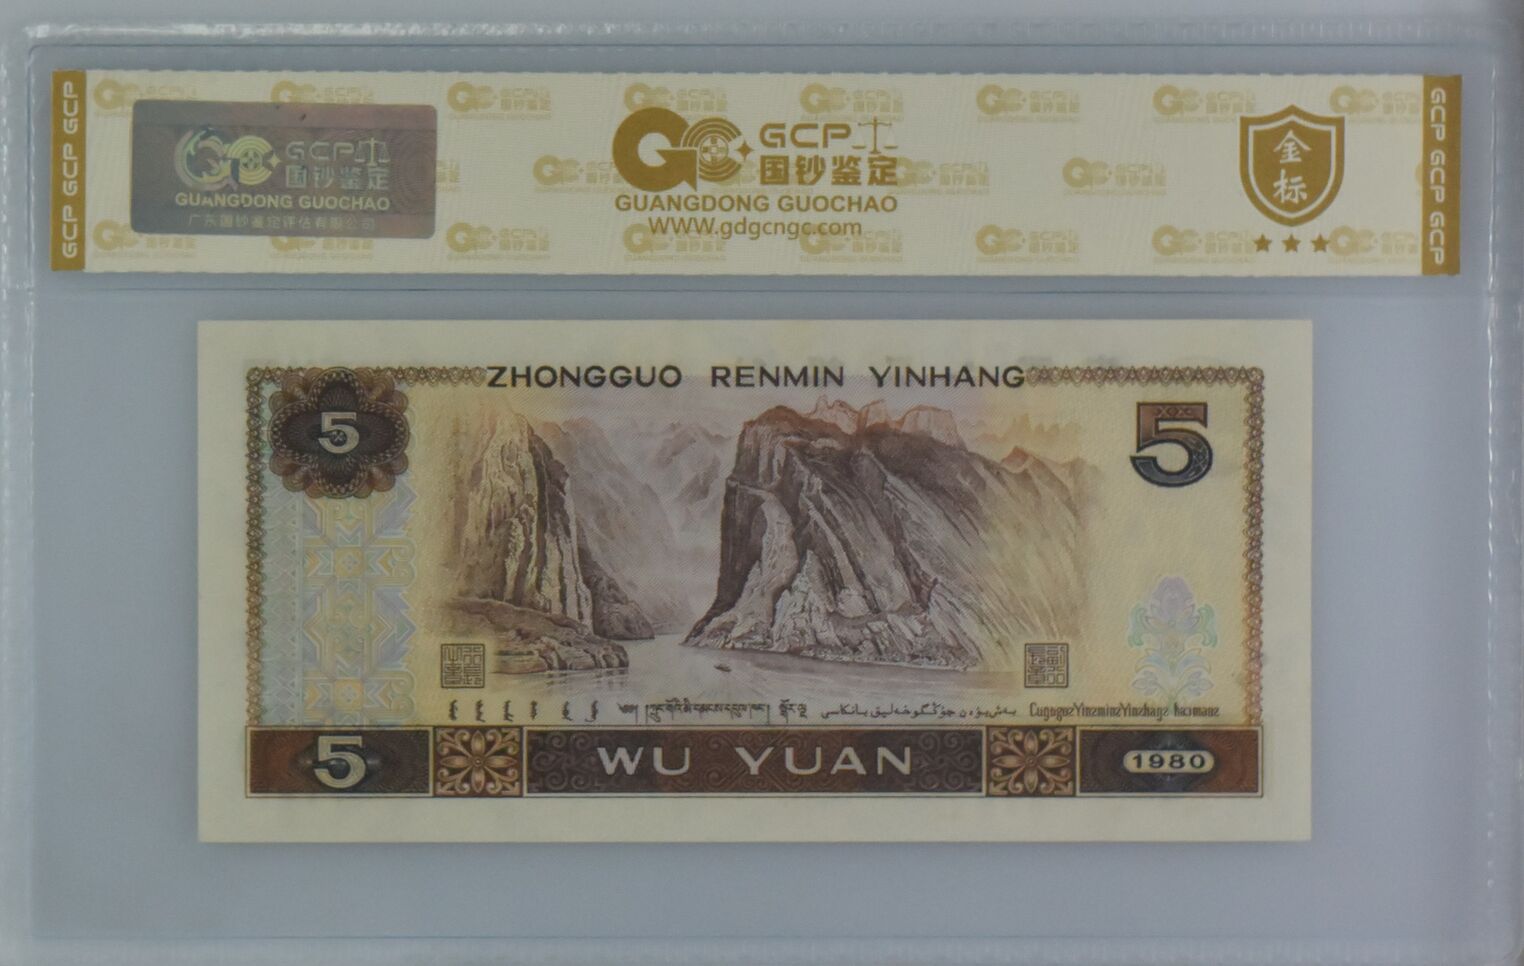 GCP GCP GCP
GCP
国钞鉴定
GUANGDONG GUOCHAO
广东国钞鉴定评估有限公司
GCP
国钞鉴定
GUANGDONG GUOCHAO
WWW.gdgcngc.com
金标
GCP GCP GCP
ZHONGGUO RENMIN YINHANG
5
5
5
WU YUAN
1980